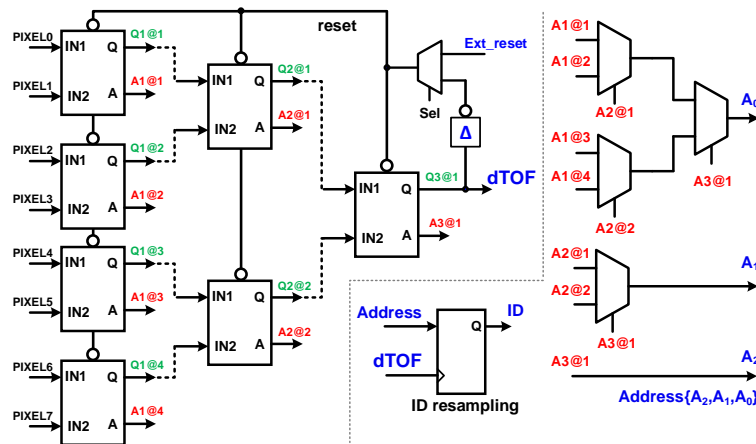 reset
PIXEL0
IN1
Q
Q1@1
PIXEL1
IN2
A
A1@1
PIXEL2
IN1
Q
Q1@2
PIXEL3
IN2
A
A1@2
PIXEL4
IN1
Q
Q1@3
PIXEL5
IN2
A
A1@3
PIXEL6
IN1
Q
Q1@4
PIXEL7
IN2
A
A1@4
IN1
Q
Q2@1
IN2
A
A2@1
IN1
Q
Q2@2
IN2
A
A2@2
Ext_reset
Sel
Δ
IN1
Q
Q3@1
dTOF
IN2
A
A3@1
Address
Q
ID
dTOF
ID resampling
A1@1
A1@2
A2@1
A0
A1@3
A1@4
A3@1
A2@2
A2@1
A2@2
A1
A3@1
A3@1
A2
Address{A2,A1,A0}